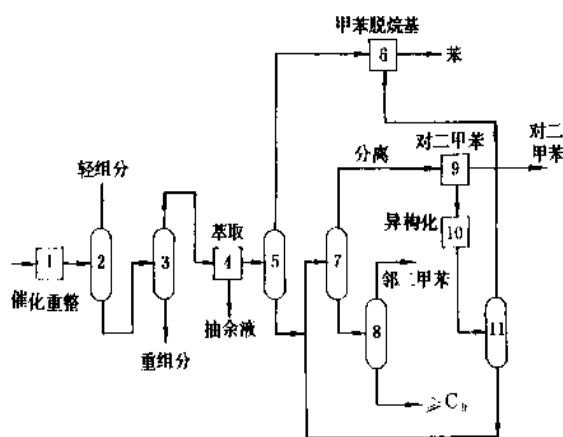 甲苯脱烷基
6
苯
轻组分
分离
对二甲苯
9
对二
甲苯
异构化
10
萃取
1
2
3
4
5
7
催化重整
邻二甲苯
抽余液
重组分
8
11
≥C₉